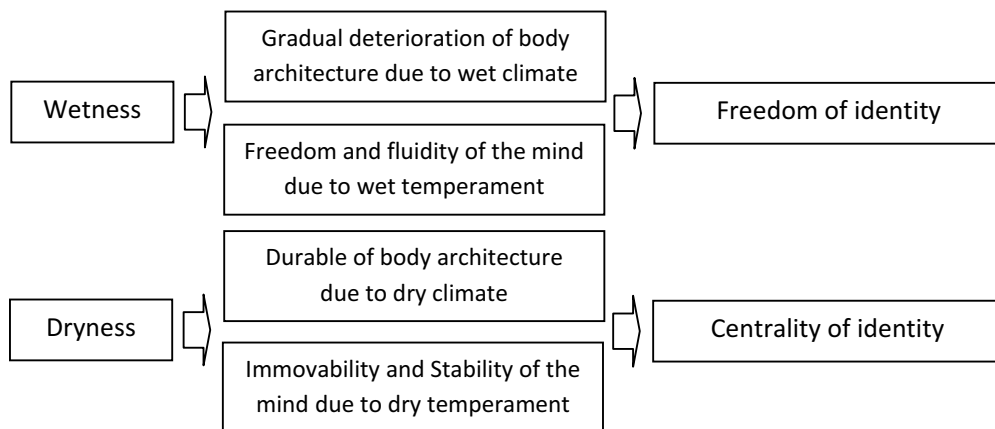 Wetness
Gradual deterioration of body
architecture due to wet climate
Freedom and fluidity of the mind
due to wet temperament
Freedom of identity
Dryness
Durable of body architecture
due to dry climate
Immovability and Stability of the
mind due to dry temperament
Centrality of identity